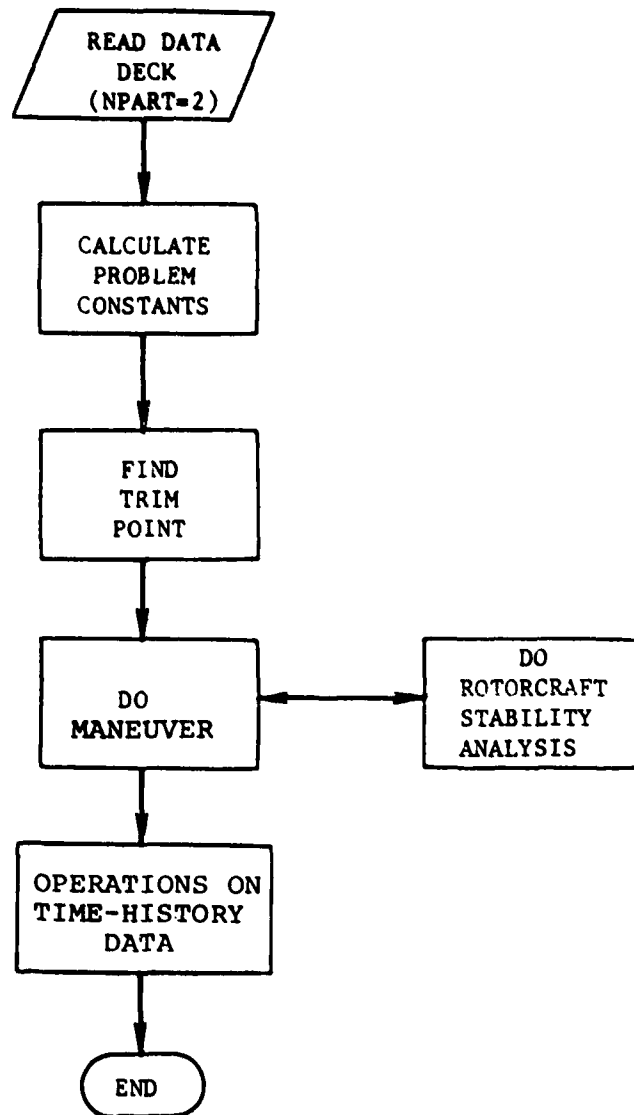 READ DATA
DECK
(NPART=2)
CALCULATE
PROBLEM
CONSTANTS
FIND
TRIM
POINT
DO
MANEUVER
DO
ROTORCRAFT
STABILITY
ANALYSIS
OPERATIONS ON
TIME-HISTORY
DATA
END